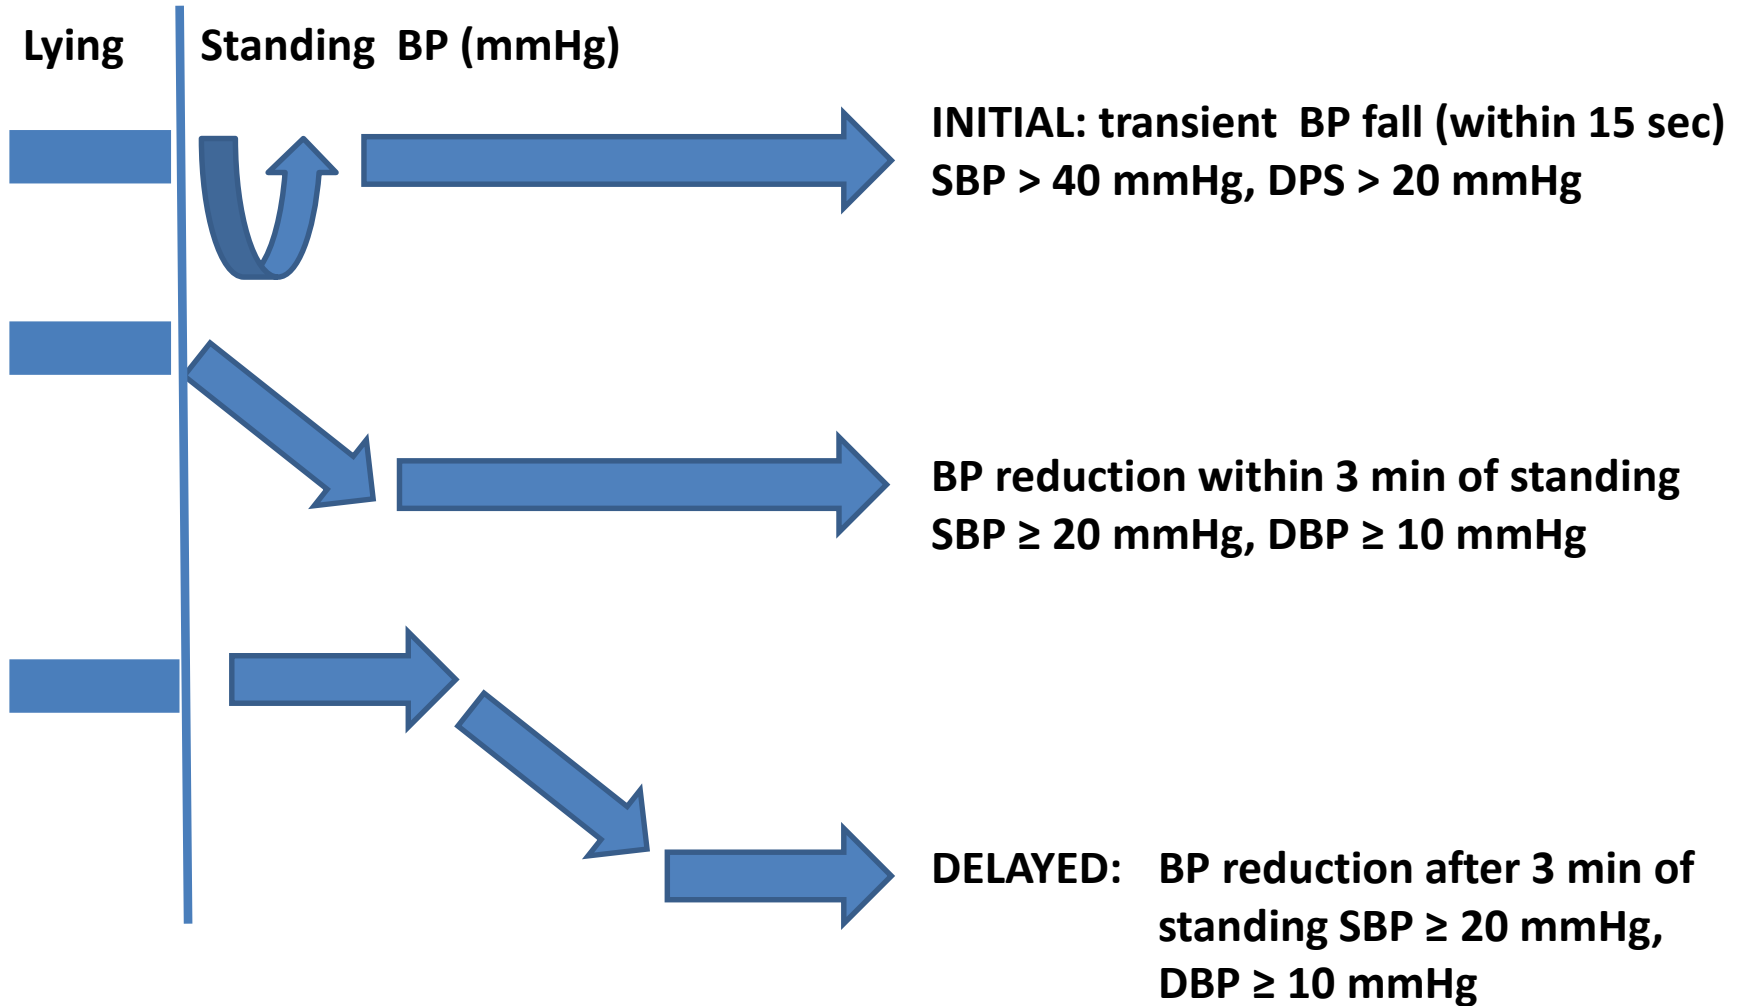 Lying
Standing BP (mmHg)
INITIAL: transient BP fall (within 15 sec)
SBP > 40 mmHg, DPS > 20 mmHg
BP reduction within 3 min of standing
SBP ≥ 20 mmHg, DBP ≥ 10 mmHg
DELAYED: BP reduction after 3 min of
standing SBP ≥ 20 mmHg,
DBP ≥ 10 mmHg